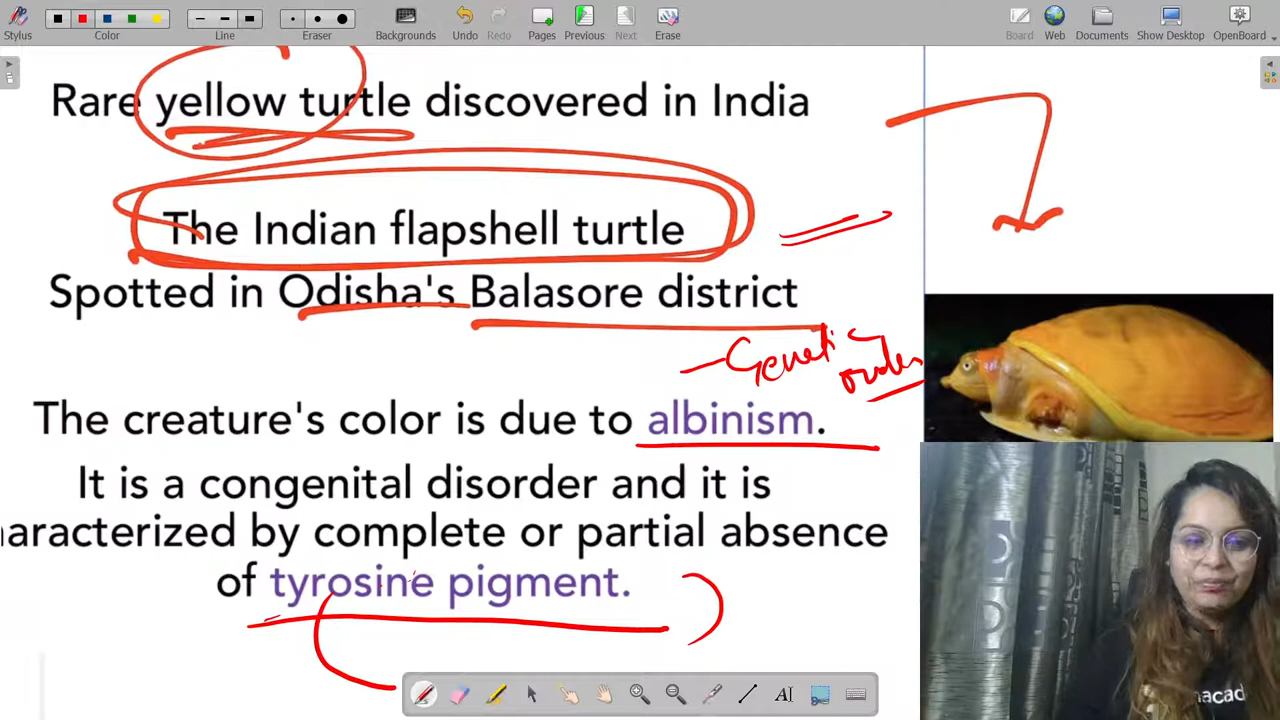 Stylus
Color
Line
Eraser
Backgrounds
Undo
Redo
Pages
Previous
Next
Erase
Board
Web
Documents
Show Desktop
OpenBoard
Rare yellow turtle discovered in India
The Indian flapshell turtle
Spotted in Odisha's Balasore district
Genetic
The creature's color is due to albinism.
It is a congenital disorder and it is
haracterized by complete or partial absence
of tyrosine pigment.
AI